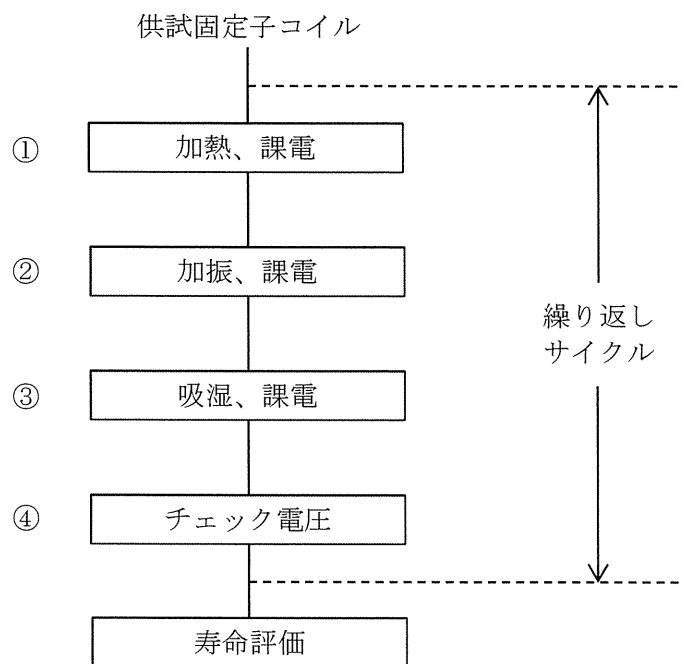 供試固定子コイル
① 加熱、課電
② 加振、課電
③ 吸湿、課電
④ チェック電圧
繰り返し
サイクル
寿命評価